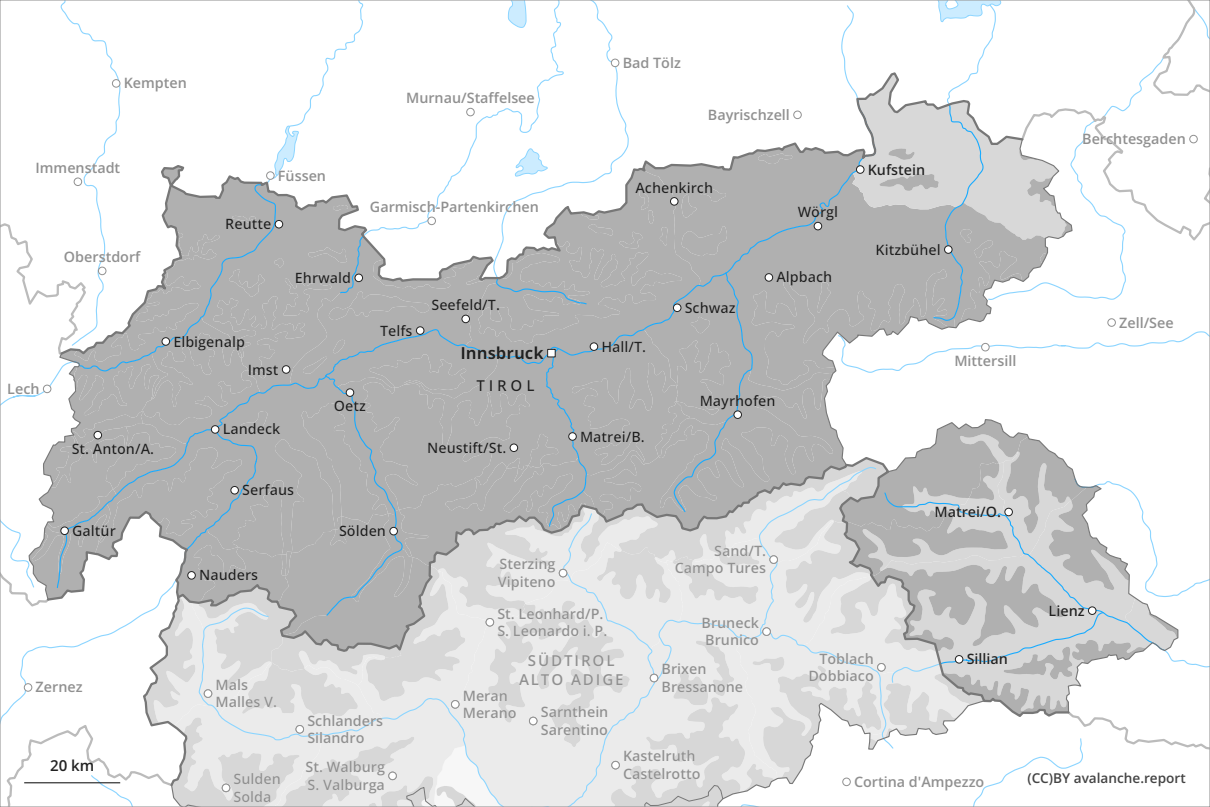 Bad Tölz
Kempten
Murnau/Staffelsee
Bayrischzell
Berchtesgaden
Immenstadt
Füssen
Kufstein
Achenkirch
Garmisch-Partenkirchen
Wörgl
Reutte
Kitzbühel
Oberstdorf
Ehrwald
Alpbach
Seefeld/T.
Schwaz
Zell/See
Telfs
Elbigenalp
Innsbruck
Hall/T.
Mittersill
Imst
TIROL
Lech
Oetz
Mayrhofen
Landeck
Matrei/B.
St. Anton/A.
Neustift/St.
Serfaus
Matrei/O.
Galtür
Sölden
Sand/T.
Campo Tures
Sterzing
Vipiteno
Nauders
Lienz
St. Leonhard/P.
S. Leonardo i. P.
Bruneck
Brunico
SÜDTIROL
ALTO ADIGE
Sillian
Toblach
Dobbiaco
Brixen
Bressanone
Zernez
Mals
Malles V.
Meran
Merano
Sarnthein
Sarentino
Schlanders
Silandro
Kastelruth
Castelrotto
St. Walburg
S. Valburga
20 km
Sulden
Solda
Cortina d'Ampezzo
(CC)BY avalanche.report